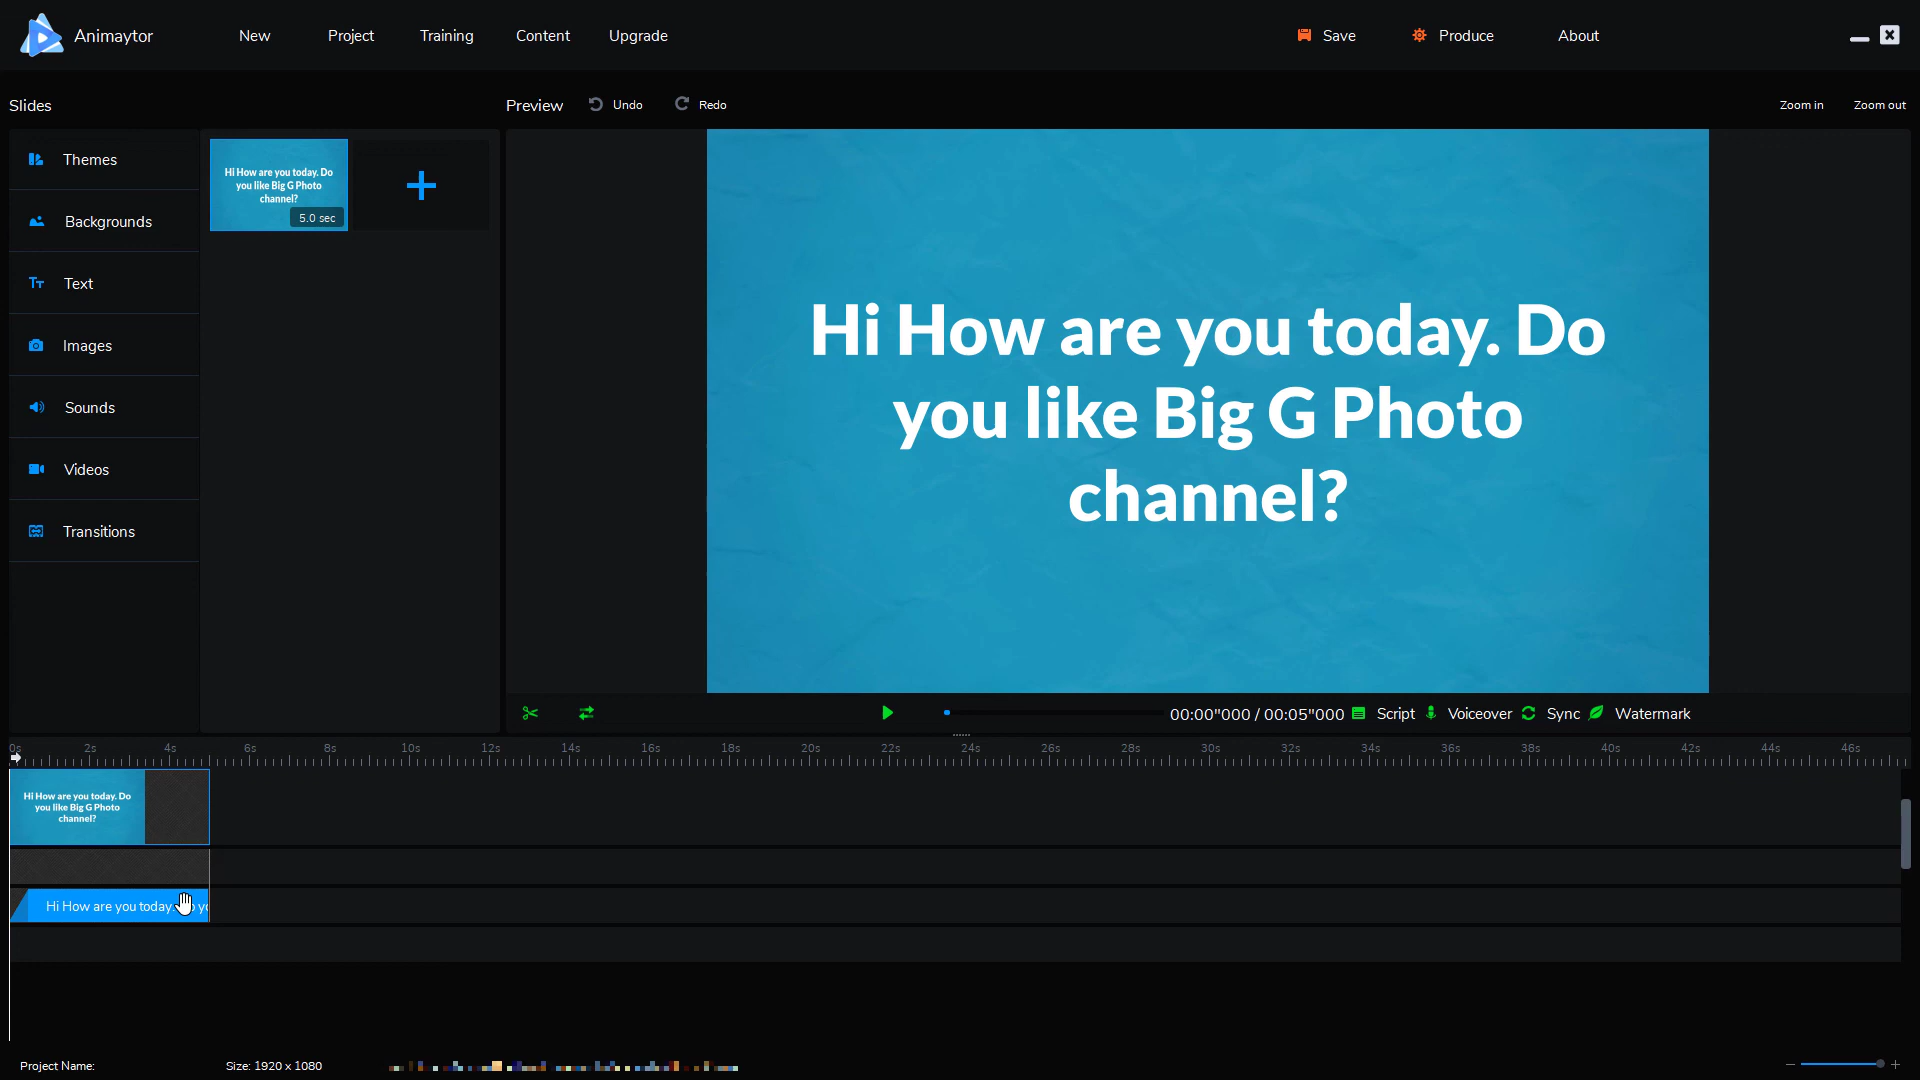 Animaytor
New
Project
Training
Content
Upgrade
Save
Produce
About
Slides
Preview
Undo
Redo
Zoom in
Zoom out
Themes
Backgrounds
Text
Images
Sounds
Videos
Transitions
Hi How are you today. Do
you like Big G Photo
channel?
5.0 sec
Hi How are you today. Do
you like Big G Photo
channel?
00:00"000 / 00:05"000
Script
Voiceover
Sync
Watermark
0s 2s 4s 6s 8s 10s 12s 14s 16s 18s 20s 22s 24s 26s 28s 30s 32s 34s 36s 38s 40s 42s 44s 46s
Hi How are you today. Do
you like Big G Photo
channel?
Hi How are you today.
Project Name:
Size: 1920 x 1080